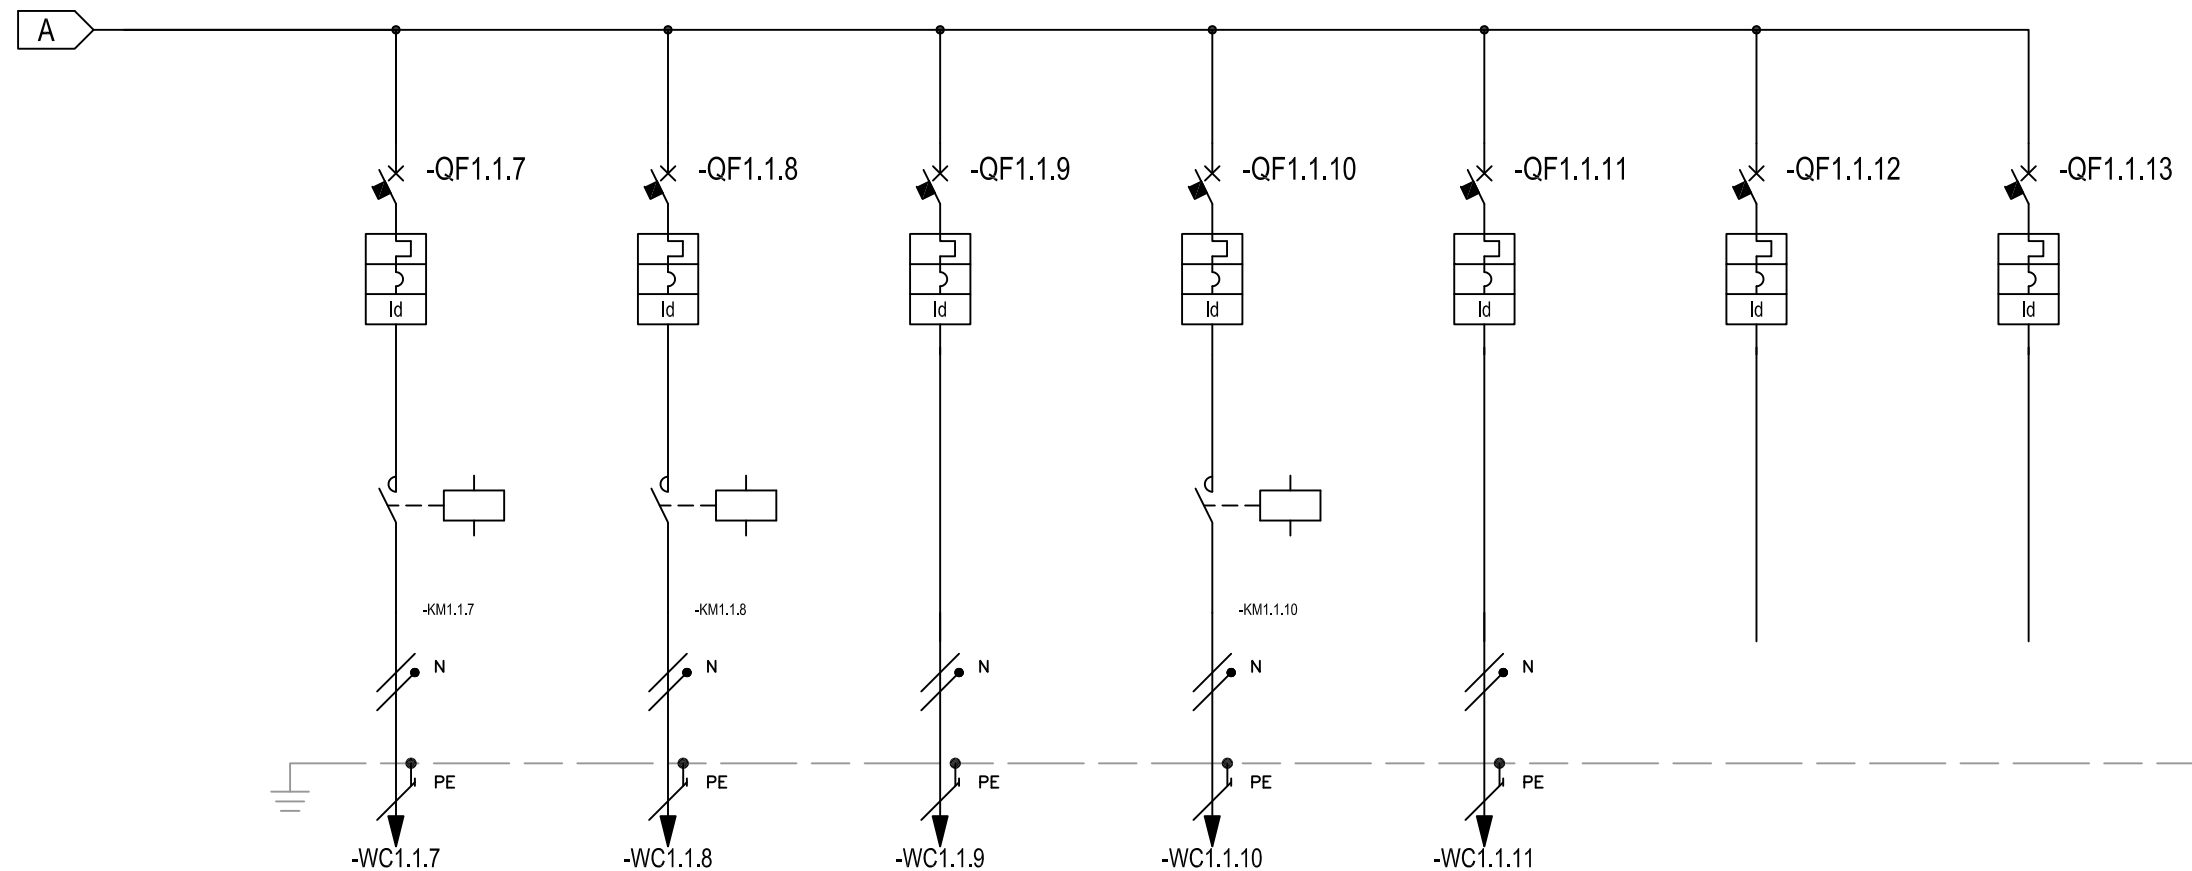 A
-QF1.1.7 -QF1.1.8 -QF1.1.9 -QF1.1.10 -QF1.1.11 -QF1.1.12 -QF1.1.13
Id Id Id Id Id Id Id
-KM1.1.7 -KM1.1.8 -KM1.1.10
N N N N N
PE PE PE PE PE
-WC1.1.7 -WC1.1.8 -WC1.1.9 -WC1.1.10 -WC1.1.11